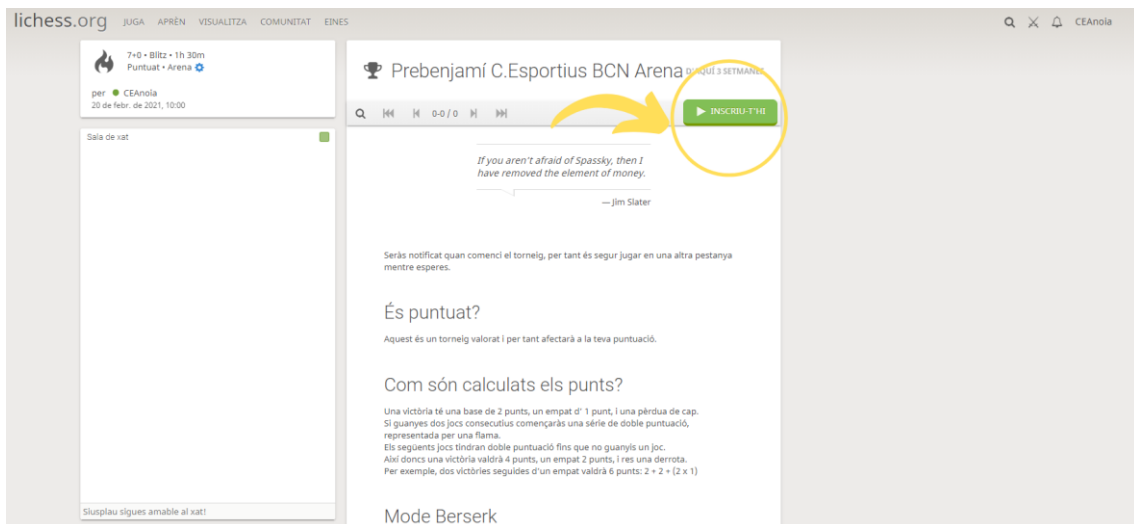 lichess.org JUGA APRÈN VISUALITZA COMUNITAT EINES CEAnoia
7+0 • Blitz • 1h 30m
Puntuat • Arena
per CEAnoia
20 de febr. de 2021, 10:00
Sala de xat
Siusplau sigues amable al xat!
Prebenjamí C.Esportius BCN Arena D'AQUÍ 3 SETMANES
0-0 / 0
INSCRIU-T'HI
If you aren't afraid of Spassky, then I
have removed the element of money.
— Jim Slater
Seràs notificat quan comenci el torneig, per tant és segur jugar en una altra pestanya
mentre esperes.
És puntuat?
Aquest és un torneig valorat i per tant afectarà a la teva puntuació.
Com són calculats els punts?
Una victòria té una base de 2 punts, un empat d' 1 punt, i una pèrdua de cap.
Si guanyes dos jocs consecutius començaràs una sèrie de doble puntuació,
representada per una flama.
Els següents jocs tindran doble puntuació fins que no guanyis un joc.
Així doncs una victòria valdrà 4 punts, un empat 2 punts, i res una derrota.
Per exemple, dos victòries seguides d'un empat valdrà 6 punts: 2 + 2 + (2 x 1)
Mode Berserk